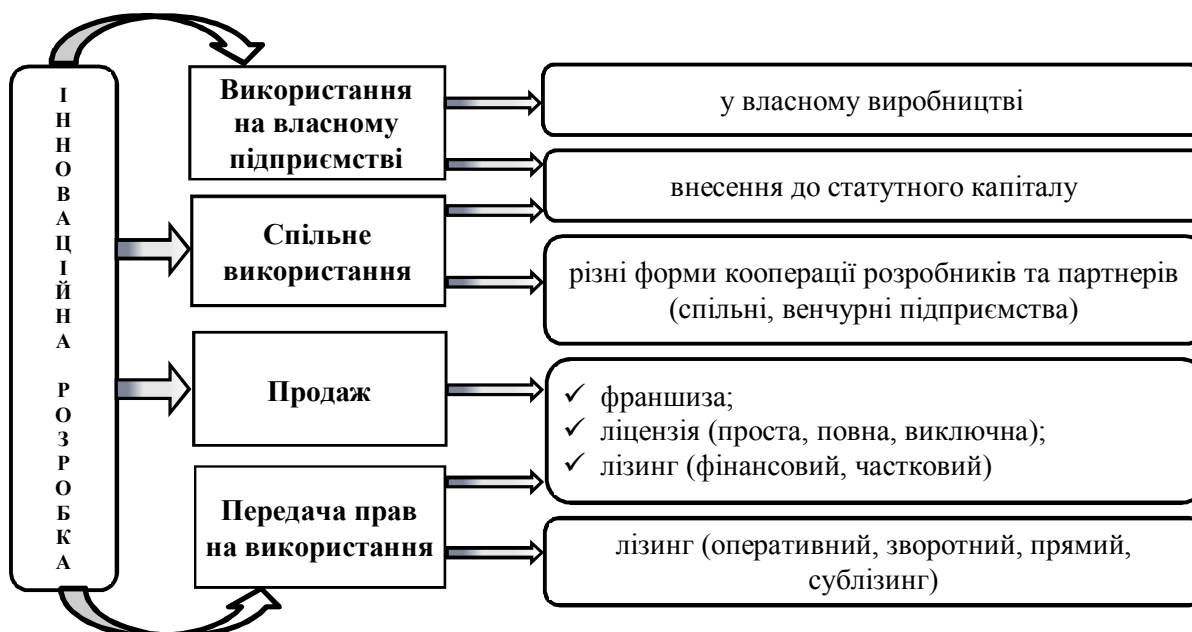 ІННОВАЦІЙНА РОЗРОБКА
Використання
на власному
підприємстві
у власному виробництві
внесення до статутного капіталу
Спільне
використання
різні форми кооперації розробників та партнерів
(спільні, венчурні підприємства)
Продаж
✓ франшиза;
✓ ліцензія (проста, повна, виключна);
✓ лізинг (фінансовий, частковий)
Передача прав
на використання
лізинг (оперативний, зворотний, прямий,
сублізинг)